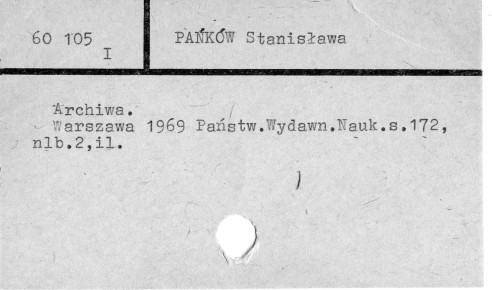 60 105
I
PAŃKÓW Stanisława
Archiwa.
Warszawa 1969 Państw.Wydawn.Nauk.s.172,
nlb.2,il.